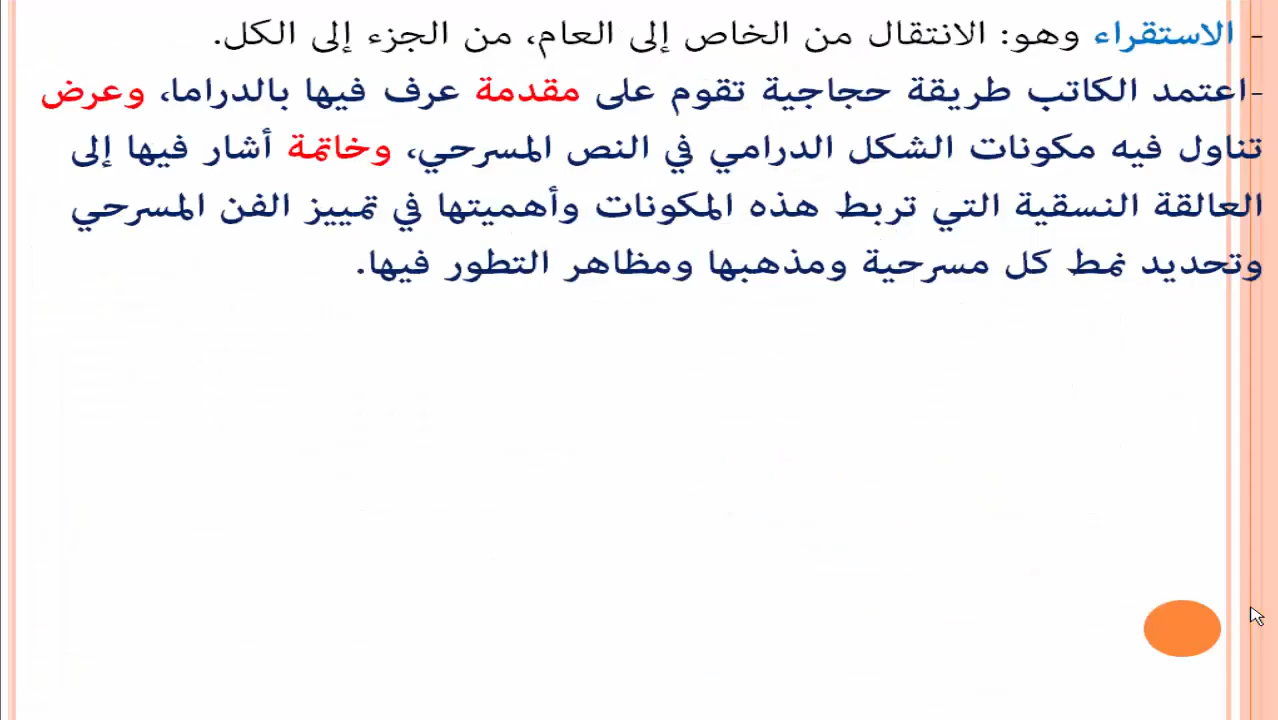 - الاستقراء وهو: الانتقال من الخاص إلى العام، من الجزء إلى الكل.
-اعتمد الكاتب طريقة حجاجية تقوم على مقدمة عرف فيها بالدراما، وعرض
تناول فيه مكونات الشكل الدرامي في النص المسرحي، وخاتمة أشار فيها إلى
العالقة النسقية التي تربط هذه المكونات وأهميتها في تمييز الفن المسرحي
وتحديد نمط كل مسرحية ومذهبها ومظاهر التطور فيها.